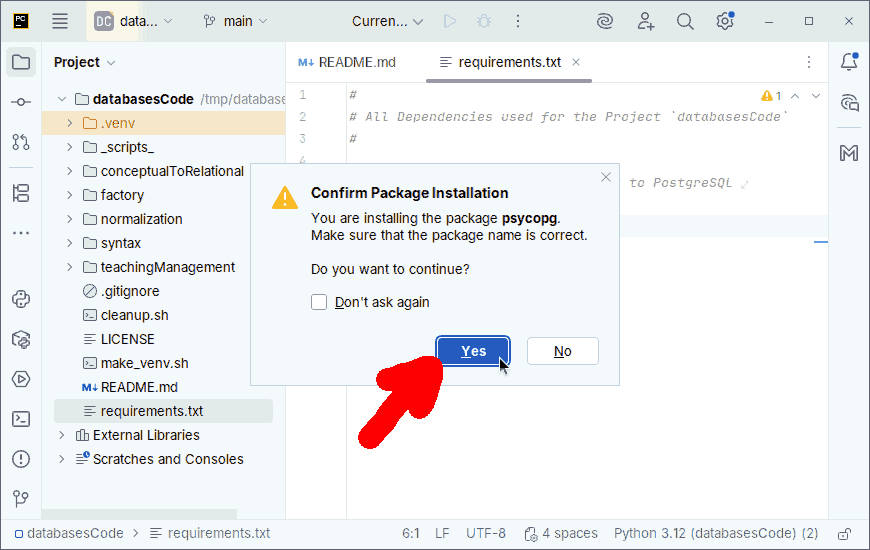 PC
DC data... main Curren...
Project
README.md requirements.txt
databasesCode /tmp/database
.venv
_scripts_
conceptualToRelational
factory
normalization
syntax
teachingManagement
.gitignore
cleanup.sh
LICENSE
make_venv.sh
M↓ README.md
requirements.txt
External Libraries
Scratches and Consoles
1 #
2 # All Dependencies used for the Project `databasesCode`
3 #
4
to PostgreSQL
1
Confirm Package Installation
You are installing the package psycopg.
Make sure that the package name is correct.
Do you want to continue?
Don't ask again
Yes No
databasesCode > requirements.txt 6:1 LF UTF-8 4 spaces Python 3.12 (databasesCode) (2)